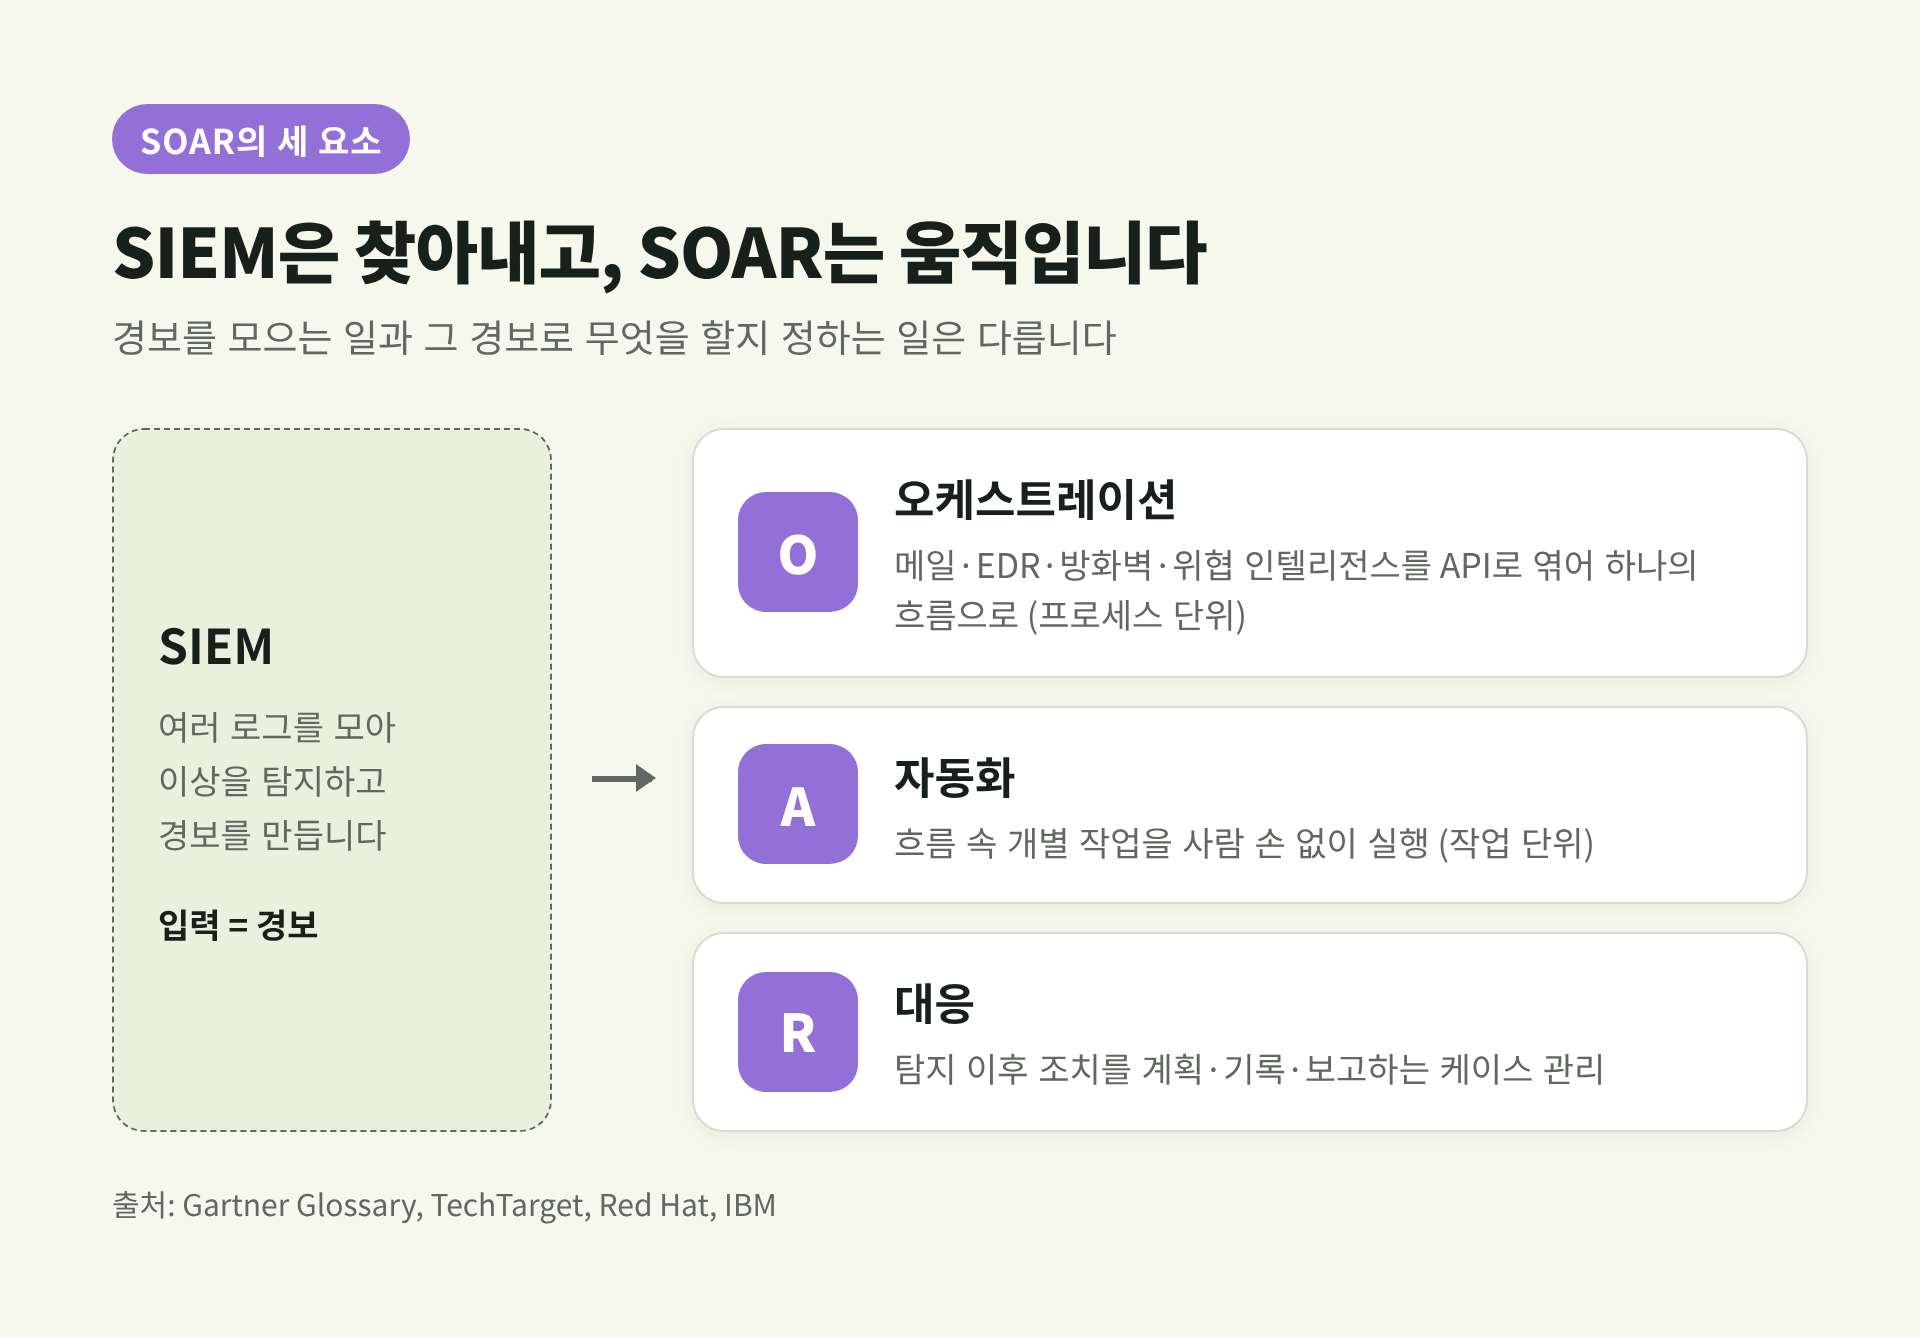 SOAR의 세 요소
SIEM은 찾아내고, SOAR는 움직입니다
경보를 모으는 일과 그 경보로 무엇을 할지 정하는 일은 다릅니다
SIEM
여러 로그를 모아
이상을 탐지하고
경보를 만듭니다
입력 = 경보
O
오케스트레이션
메일·EDR·방화벽·위협 인텔리전스를 API로 엮어 하나의
흐름으로 (프로세스 단위)
A
자동화
흐름 속 개별 작업을 사람 손 없이 실행 (작업 단위)
R
대응
탐지 이후 조치를 계획·기록·보고하는 케이스 관리
출처: Gartner Glossary, TechTarget, Red Hat, IBM